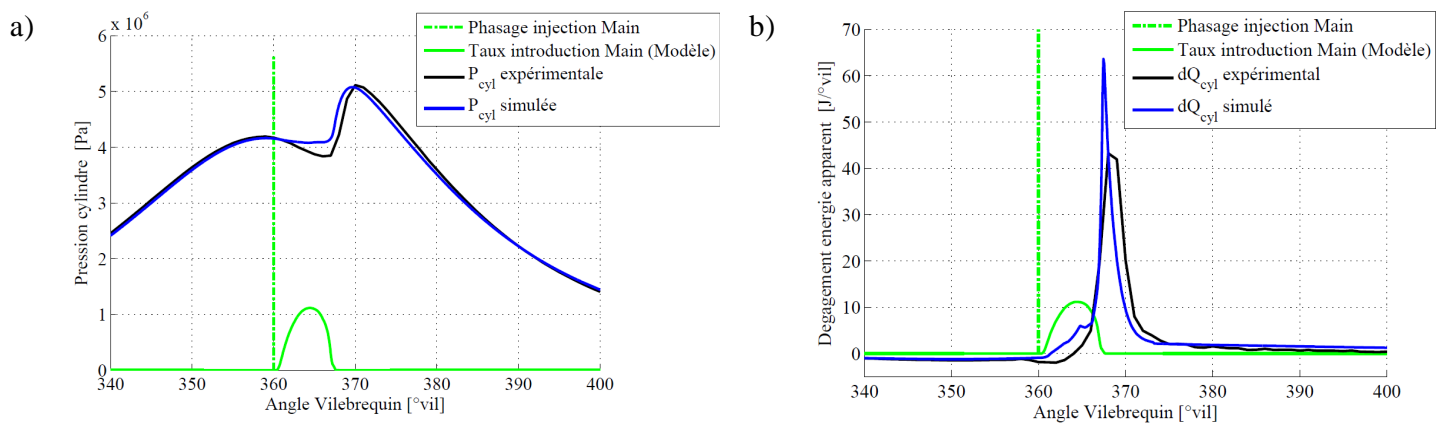 a)
x 10⁶
Phasage injection Main
Taux introduction Main (Modèle)
P_cyl expérimentale
P_cyl simulée
Pression cylindre [Pa]
6
5
4
3
2
1
0
340 350 360 370 380 390 400
Angle Vilebrequin [°vil]
b)
Phasage injection Main
Taux introduction Main (Modèle)
dQ_cyl expérimental
dQ_cyl simulé
Degagement energie apparent [J/°vil]
70
60
50
40
30
20
10
0
340 350 360 370 380 390 400
Angle Vilebrequin [°vil]